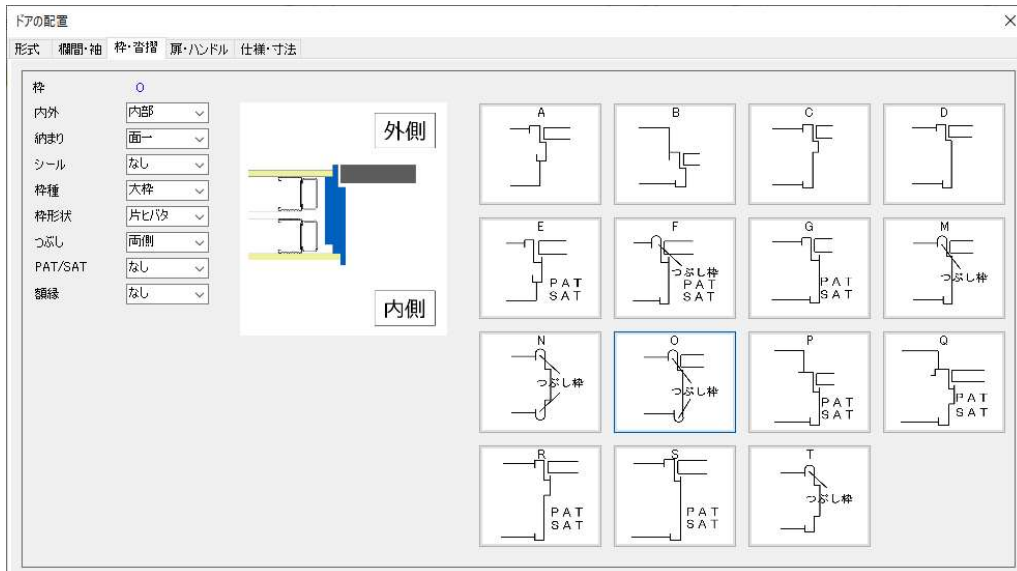 ドアの配置
形式 欄間・袖 枠・沓摺 扉・ハンドル 仕様・寸法
枠 O
内外 内部
納まり 面一
シール なし
枠種 大枠
枠形状 片ヒバタ
つぶし 両側
PAT/SAT なし
額縁 なし
外側
内側
A B C D
E F G M
PAT
SAT
つぶし枠
PAT
SAT
PAT
SAT
つぶし枠
N O P Q
つぶし枠
つぶし枠
PAT
SAT
PAT
SAT
R S T
PAT
SAT
PAT
SAT
つぶし枠